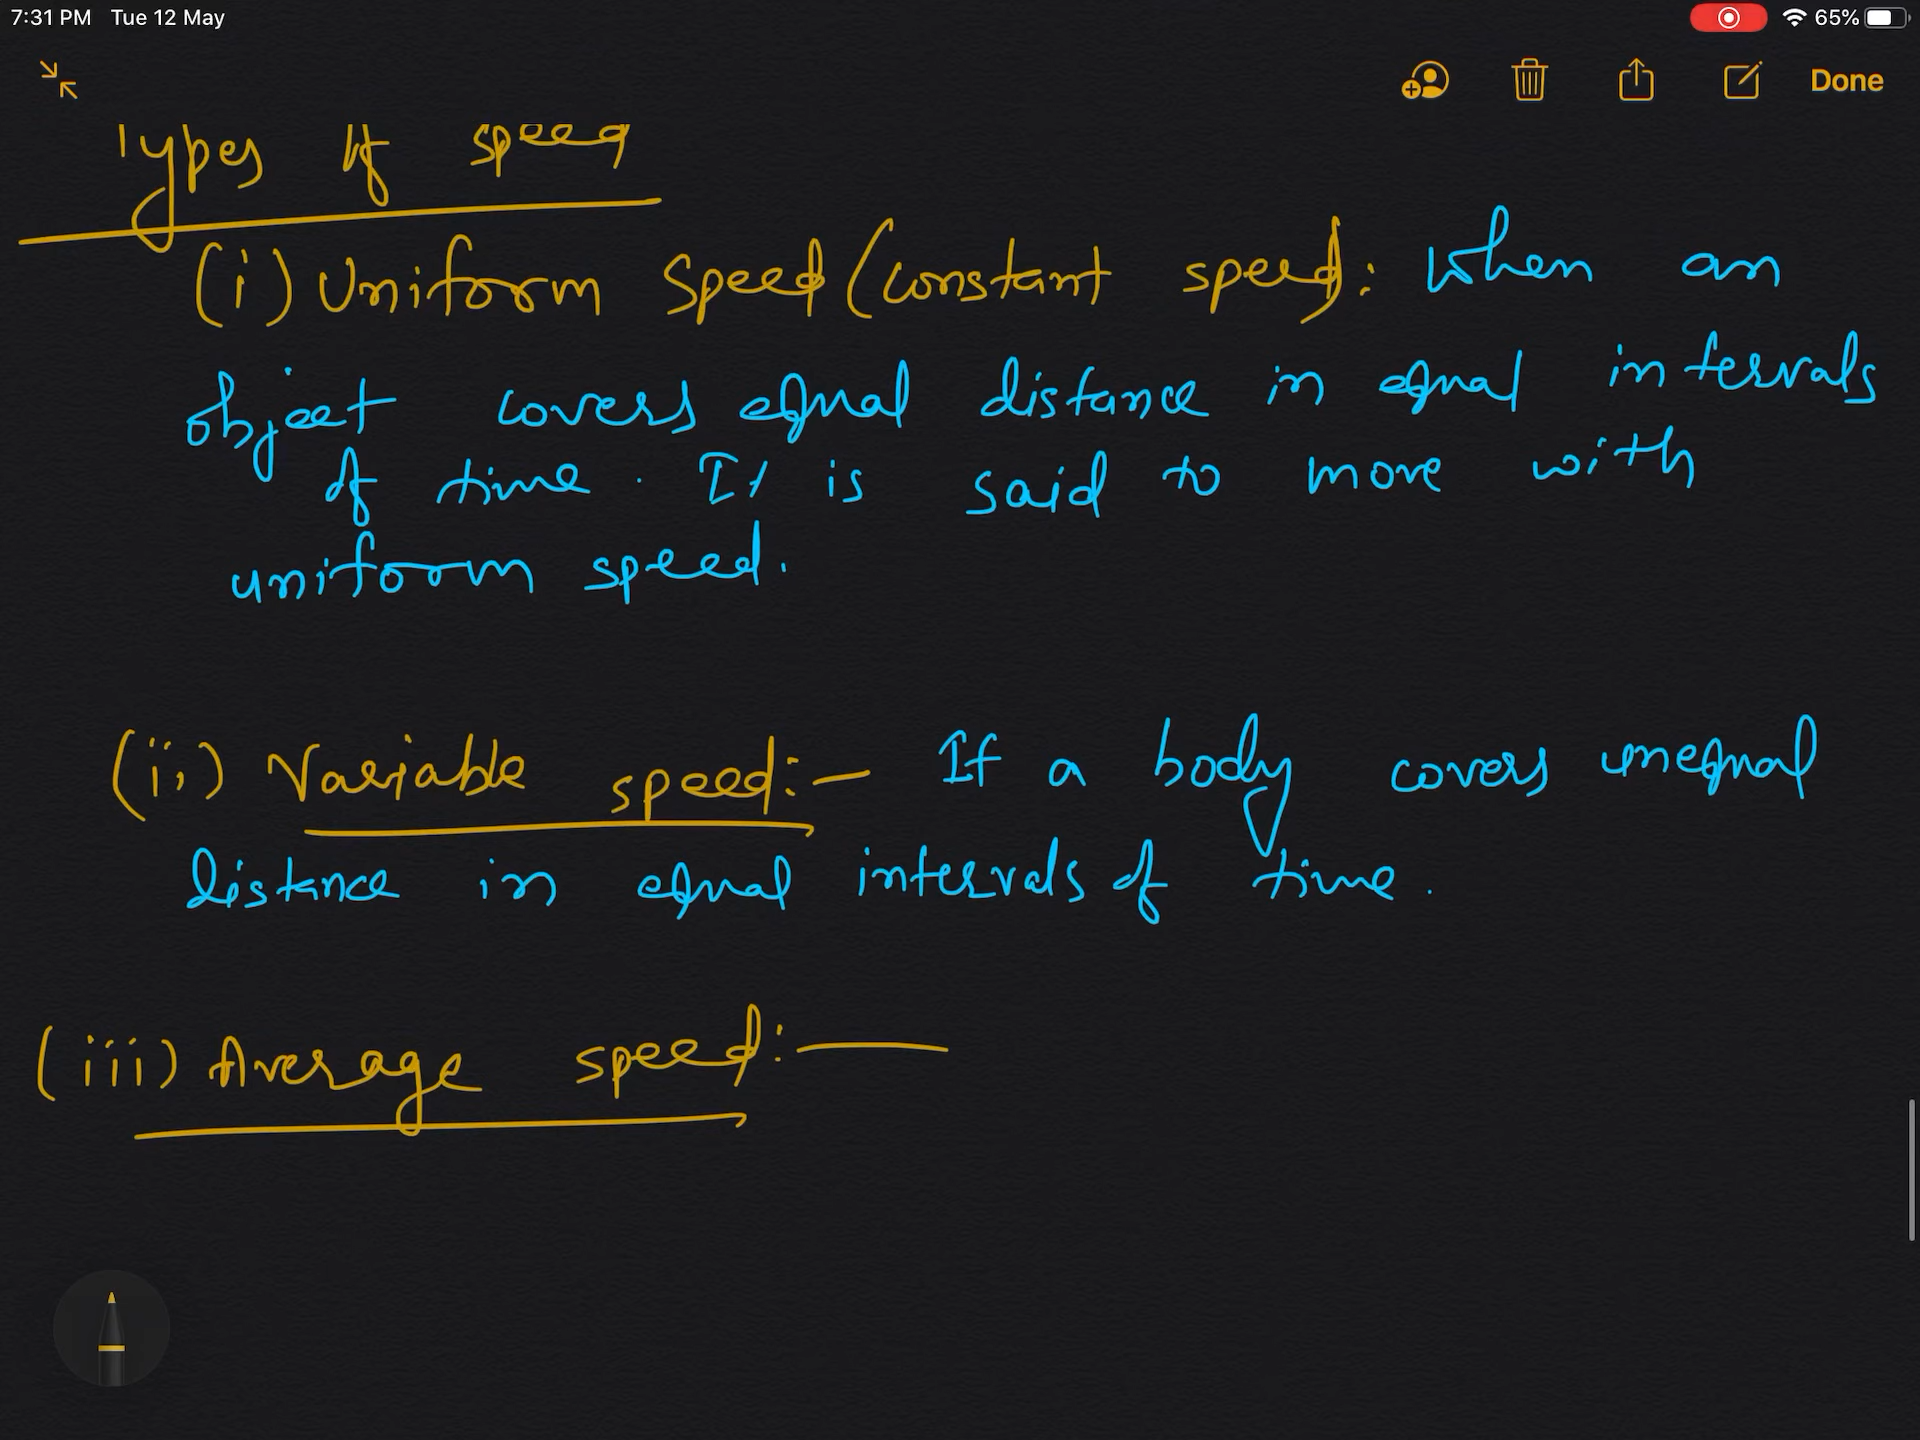 7:31 PM Tue 12 May
65%
Done
Types of speed
(i) Uniform Speed (constant speed): When an
object covers equal distance in equal intervals
of time. It is said to move with
uniform speed.
(ii) Variable speed:- If a body covers unequal
distance in equal intervals of time.
(iii) Average speed:-